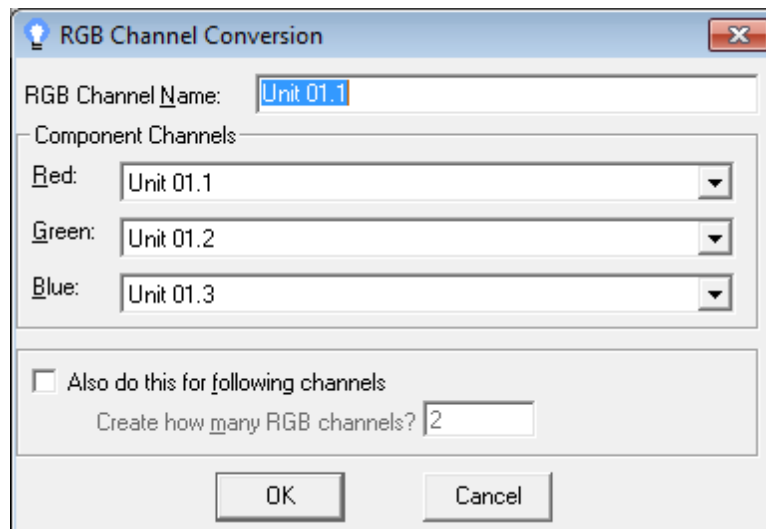 RGB Channel Conversion
RGB Channel Name: Unit 01.1
Component Channels
Red: Unit 01.1
Green: Unit 01.2
Blue: Unit 01.3
Also do this for following channels
Create how many RGB channels? 2
OK Cancel